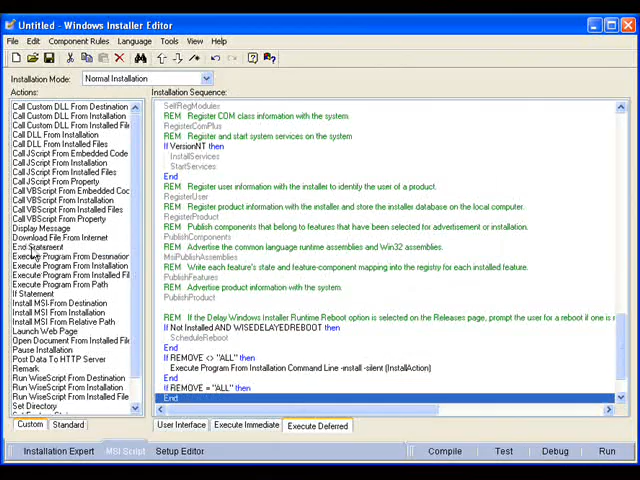 Untitled - Windows Installer Editor
File Edit Component Rules Language Tools View Help
Installation Mode: Normal Installation
Actions:
Call Custom DLL From Destination
Call Custom DLL From Installation
Call Custom DLL From Installed Fil
Call DLL From Installation
Call DLL From Installed Files
Call JScript From Embedded Code
Call JScript From Installation
Call JScript From Installed Files
Call JScript From Property
Call VBScript From Embedded Coc
Call VBScript From Installation
Call VBScript From Installed Files
Call VBScript From Property
Display Message
Download File From Internet
End Statement
Execute Program From Destination
Execute Program From Installation
Execute Program From Installed Fil
Execute Program From Path
If Statement
Install MSI From Destination
Install MSI From Installation
Install MSI From Relative Path
Launch Web Page
Open Document From Installed File
Pause Installation
Post Data To HTTP Server
Remark
Run WiseScript From Destination
Run WiseScript From Installation
Run WiseScript From Installed Files
Set Directory
Custom Standard
Installation Sequence:
SelfRegModules
REM Register COM class information with the system.
RegisterComPlus
REM Register and start system services on the system
If VersionNT then
InstallServices
StartServices
End
REM Register user information with the installer to identify the user of a product.
RegisterUser
REM Register product information with the installer and store the installer database on the local computer.
RegisterProduct
REM Publish components that belong to features that have been selected for advertisement or installation.
PublishComponents
REM Advertise the common language runtime assemblies and Win32 assemblies.
MsiPublishAssemblies
REM Write each feature's state and feature-component mapping into the registry for each installed feature.
PublishFeatures
REM Advertise product information with the system.
PublishProduct
REM If the Delay Windows Installer Runtime Reboot option is selected on the Releases page, prompt the user for a reboot if one is r
If Not Installed AND WISEDELAYEDREBOOT then
ScheduleReboot
End
If REMOVE <> "ALL" then
Execute Program From Installation Command Line -install -silent (InstallAction)
End
If REMOVE = "ALL" then
End
User Interface Execute Immediate Execute Deferred
Installation Expert MSI Script Setup Editor Compile Test Debug Run